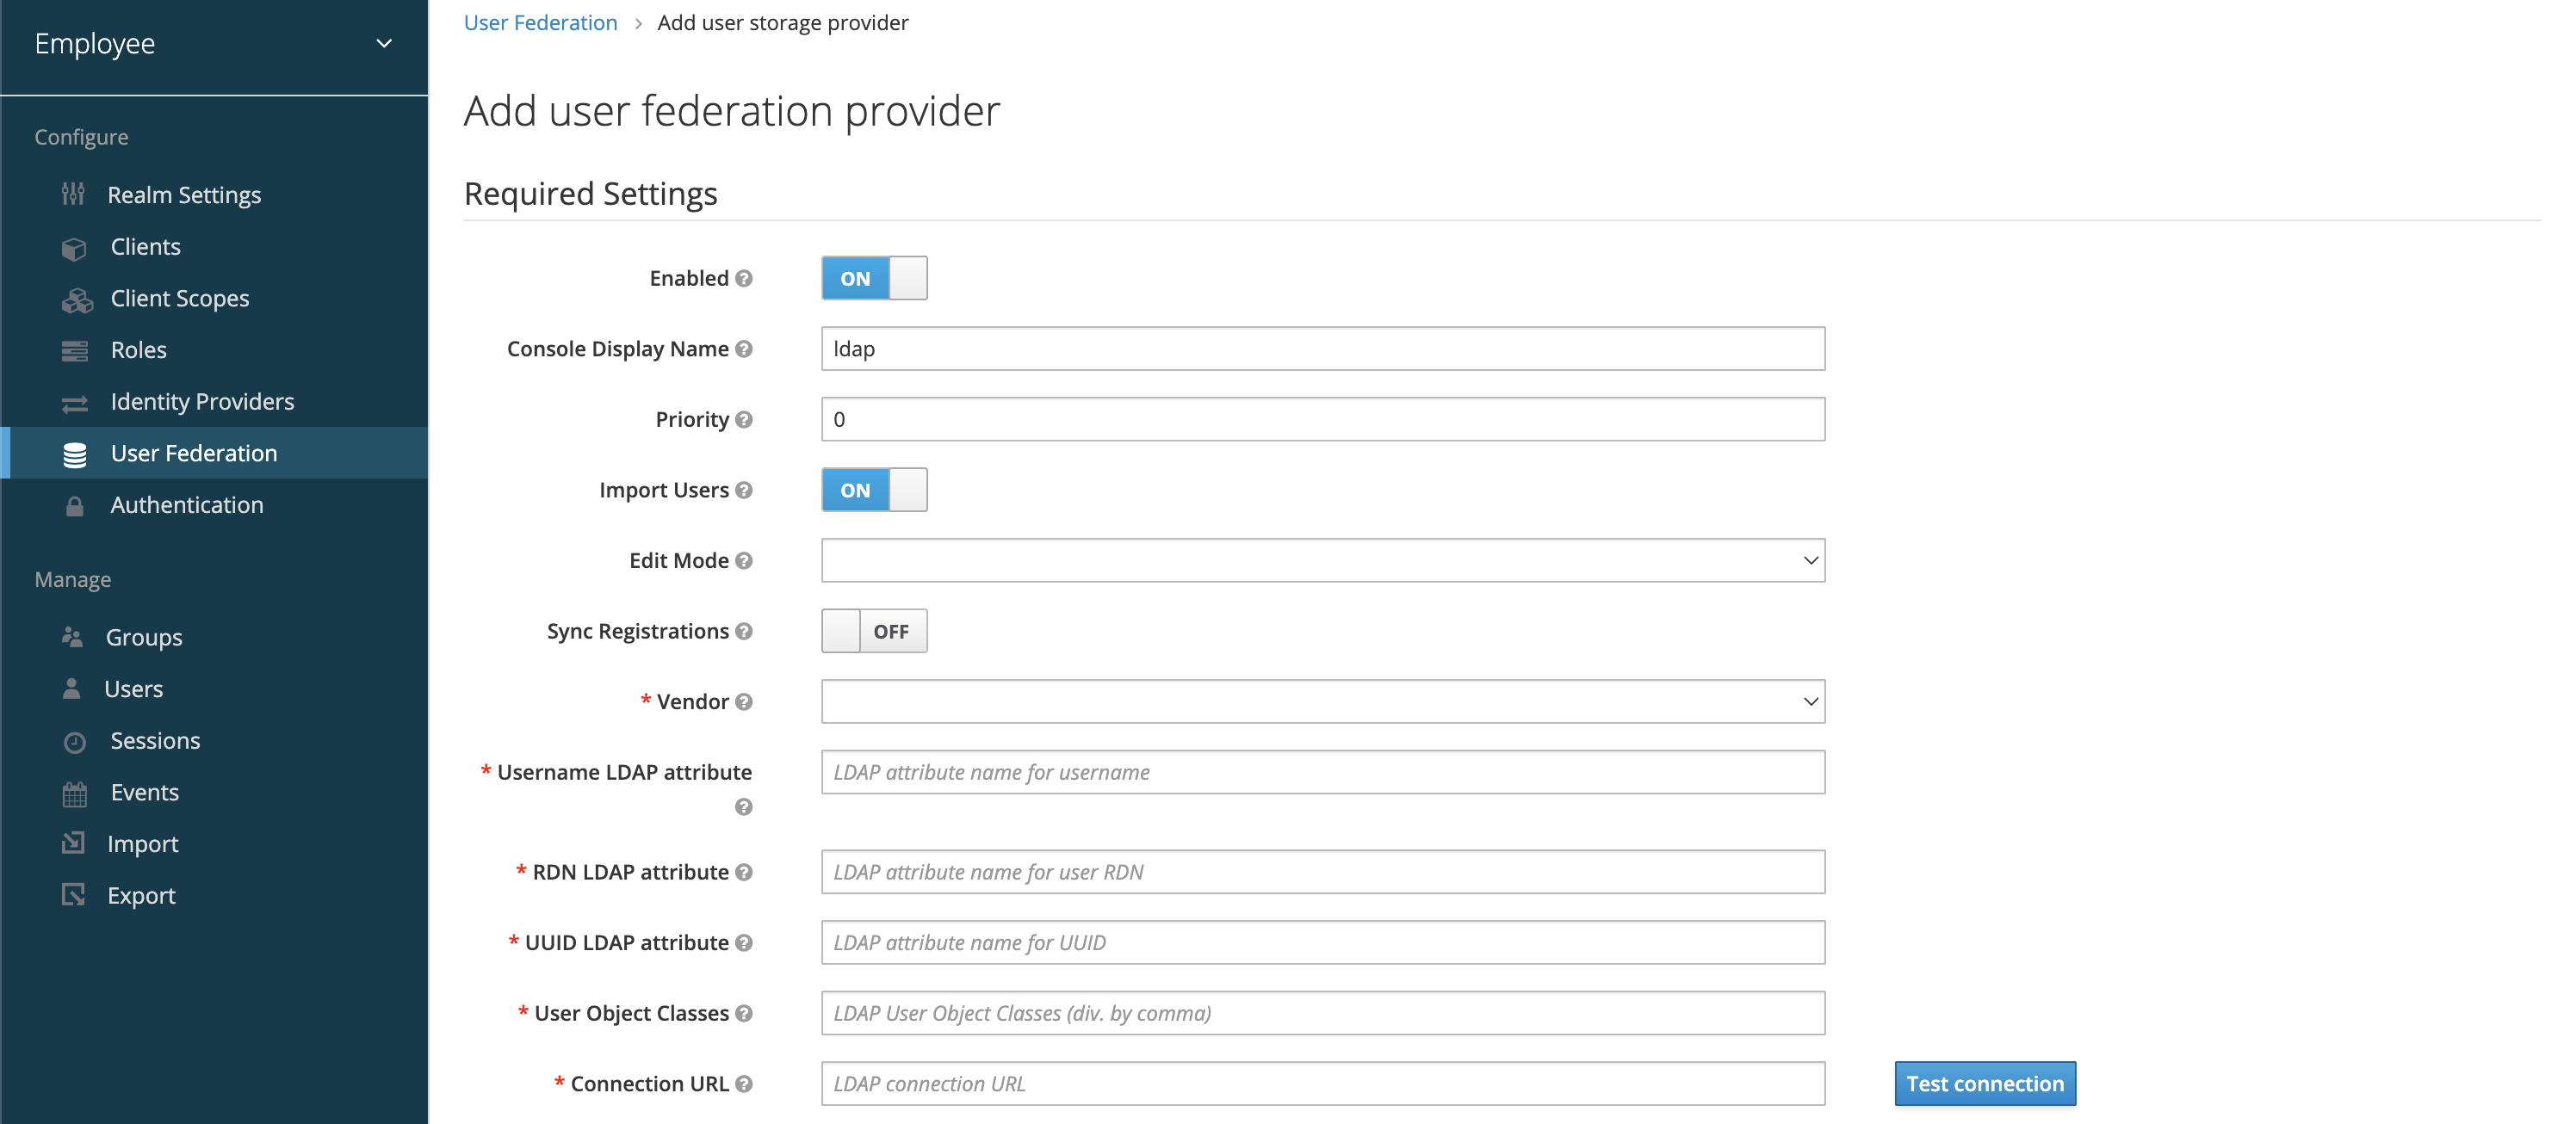 Employee
Configure
Realm Settings
Clients
Client Scopes
Roles
Identity Providers
User Federation
Authentication
Manage
Groups
Users
Sessions
Events
Import
Export
User Federation > Add user storage provider
Add user federation provider
Required Settings
Enabled ? ON
Console Display Name ? ldap
Priority ? 0
Import Users ? ON
Edit Mode ?
Sync Registrations ? OFF
* Vendor ?
* Username LDAP attribute LDAP attribute name for username
?
* RDN LDAP attribute ? LDAP attribute name for user RDN
* UUID LDAP attribute ? LDAP attribute name for UUID
* User Object Classes ? LDAP User Object Classes (div. by comma)
* Connection URL ? LDAP connection URL Test connection